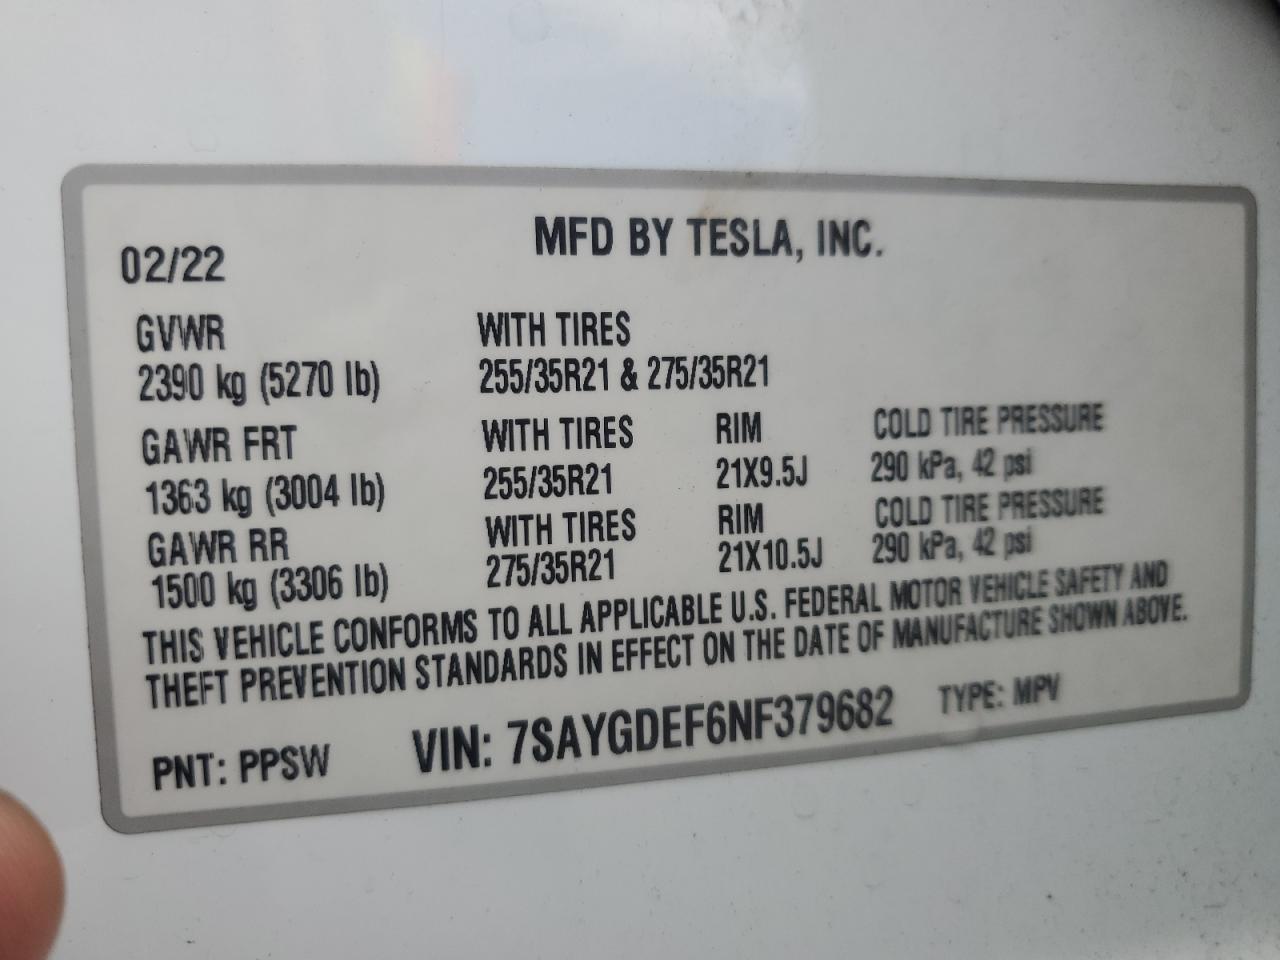 MFD BY TESLA, INC.
02/22
GVWR WITH TIRES
2390 kg (5270 lb) 255/35R21 & 275/35R21
GAWR FRT WITH TIRES RIM COLD TIRE PRESSURE
1363 kg (3004 lb) 255/35R21 21X9.5J 290 kPa, 42 psi
GAWR RR WITH TIRES RIM COLD TIRE PRESSURE
1500 kg (3306 lb) 275/35R21 21X10.5J 290 kPa, 42 psi
THIS VEHICLE CONFORMS TO ALL APPLICABLE U.S. FEDERAL MOTOR VEHICLE SAFETY AND
THEFT PREVENTION STANDARDS IN EFFECT ON THE DATE OF MANUFACTURE SHOWN ABOVE.
PNT: PPSW VIN: 7SAYGDEF6NF379682 TYPE: MPV